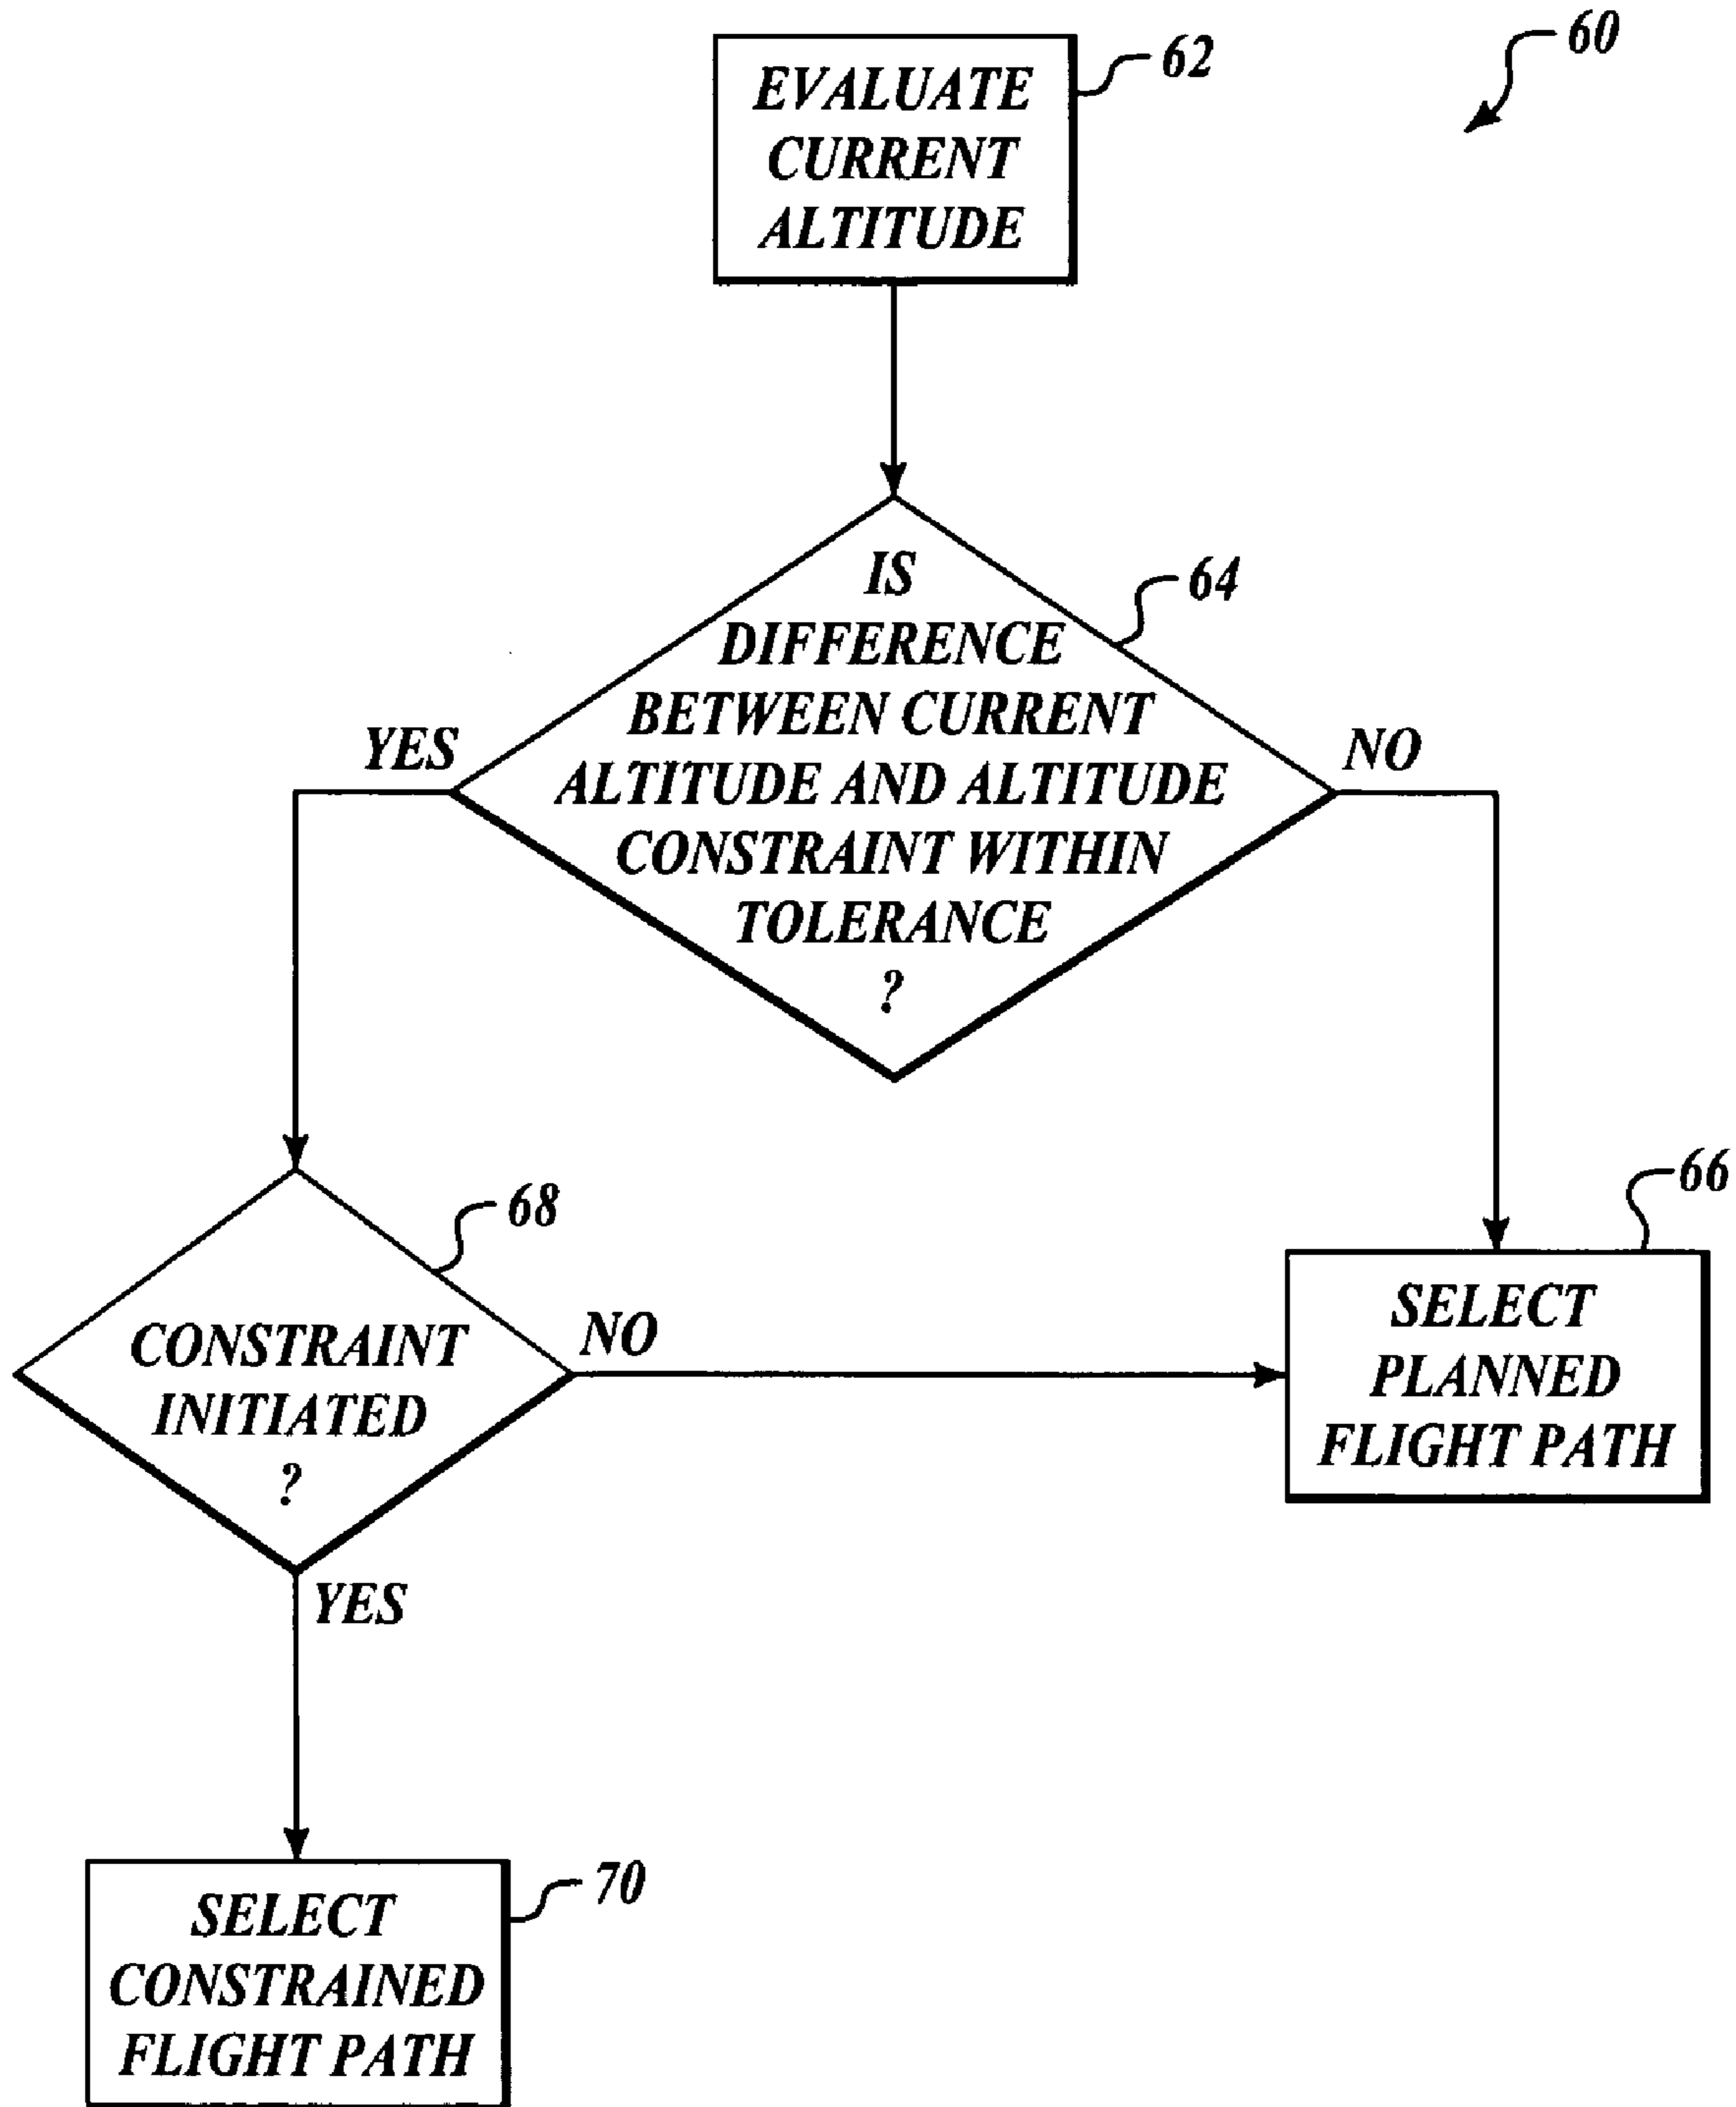 60
62
EVALUATE
CURRENT
ALTITUDE
64
IS
DIFFERENCE
BETWEEN CURRENT
ALTITUDE AND ALTITUDE
CONSTRAINT WITHIN
TOLERANCE
?
YES
NO
68
CONSTRAINT
INITIATED
?
NO
YES
66
SELECT
PLANNED
FLIGHT PATH
70
SELECT
CONSTRAINED
FLIGHT PATH